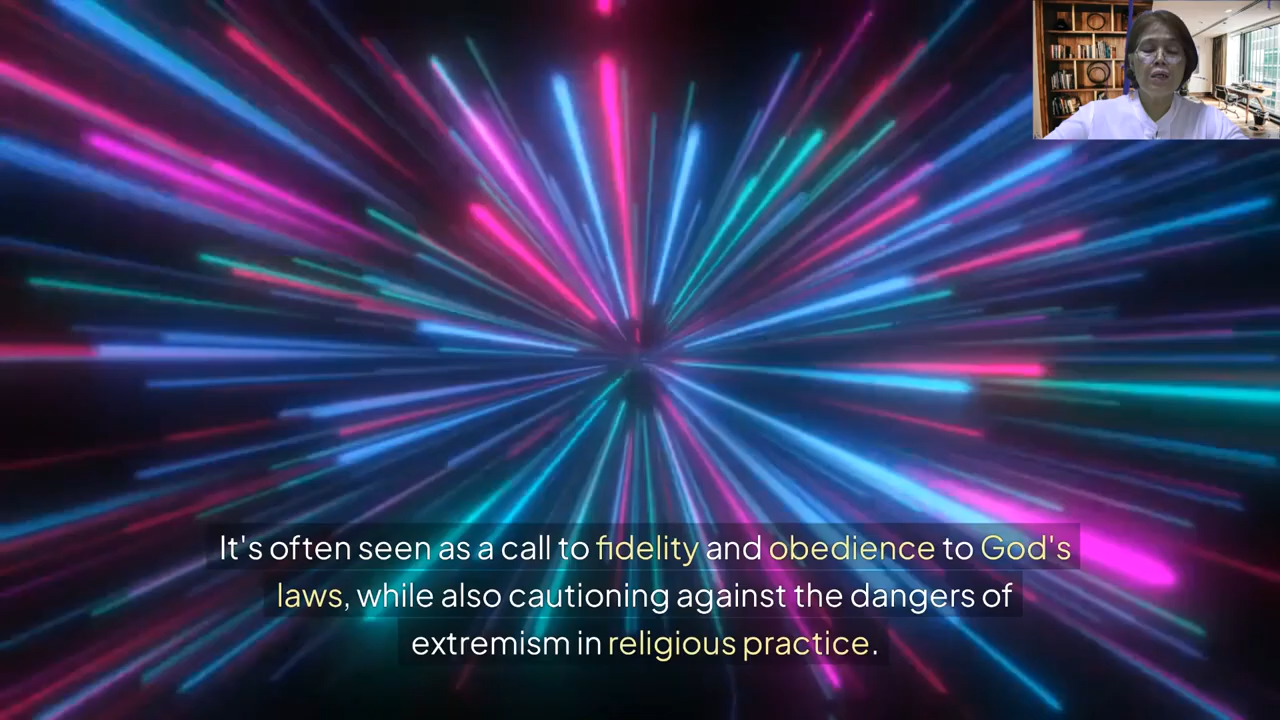 It's often seen as a call to fidelity and obedience to God's
laws, while also cautioning against the dangers of
extremism in religious practice.